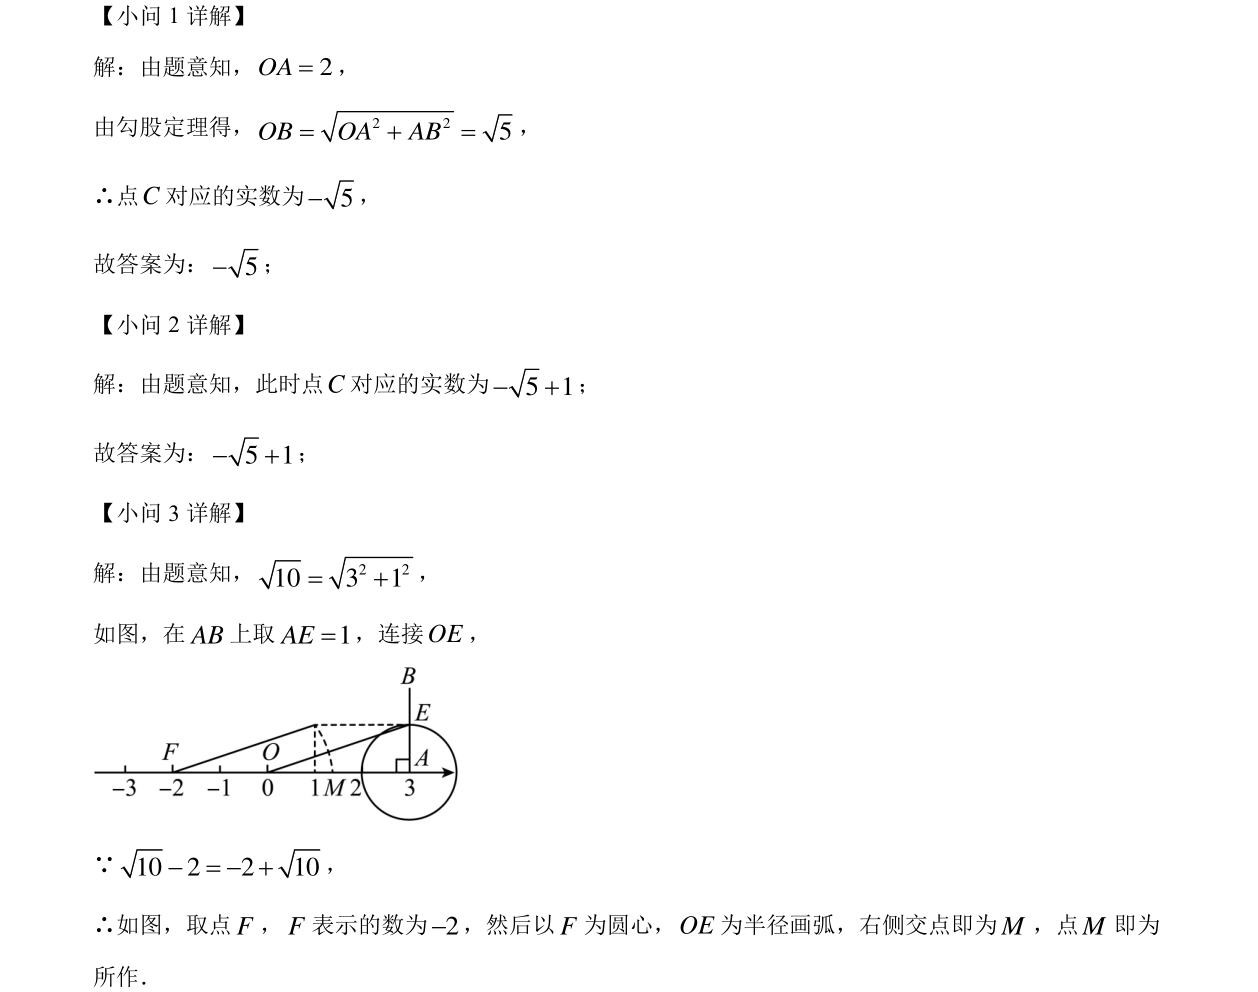 【小问 1 详解】
解：由题意知，OA = 2，
由勾股定理得，OB = √(OA² + AB²) = √5，
∴点 C 对应的实数为 −√5，
故答案为：−√5；
【小问 2 详解】
解：由题意知，此时点 C 对应的实数为 −√5 +1；
故答案为：−√5 +1；
【小问 3 详解】
解：由题意知，√10 = √(3² +1²)，
如图，在 AB 上取 AE =1，连接 OE，
B
E
F O A
−3 −2 −1 0 1 M 2 3
∵ √10 − 2 = −2 + √10，
∴如图，取点 F，F 表示的数为 −2，然后以 F 为圆心，OE 为半径画弧，右侧交点即为 M，点 M 即为
所作．